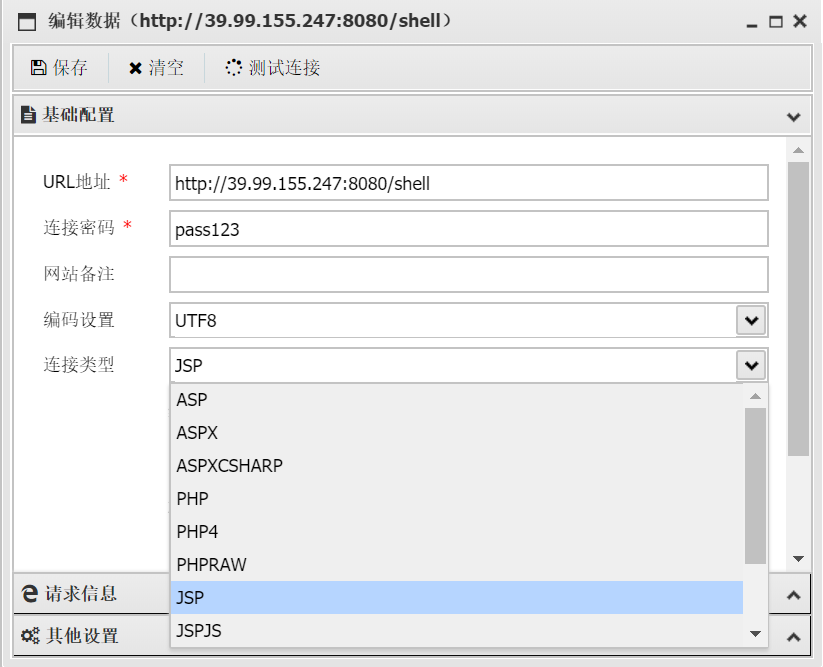 编辑数据（http://39.99.155.247:8080/shell）
保存 清空 测试连接
基础配置
URL地址 * http://39.99.155.247:8080/shell
连接密码 * pass123
网站备注
编码设置 UTF8
连接类型 JSP
ASP
ASPX
ASPXCSHARP
PHP
PHP4
PHPRAW
JSP
JSPJS
请求信息
其他设置